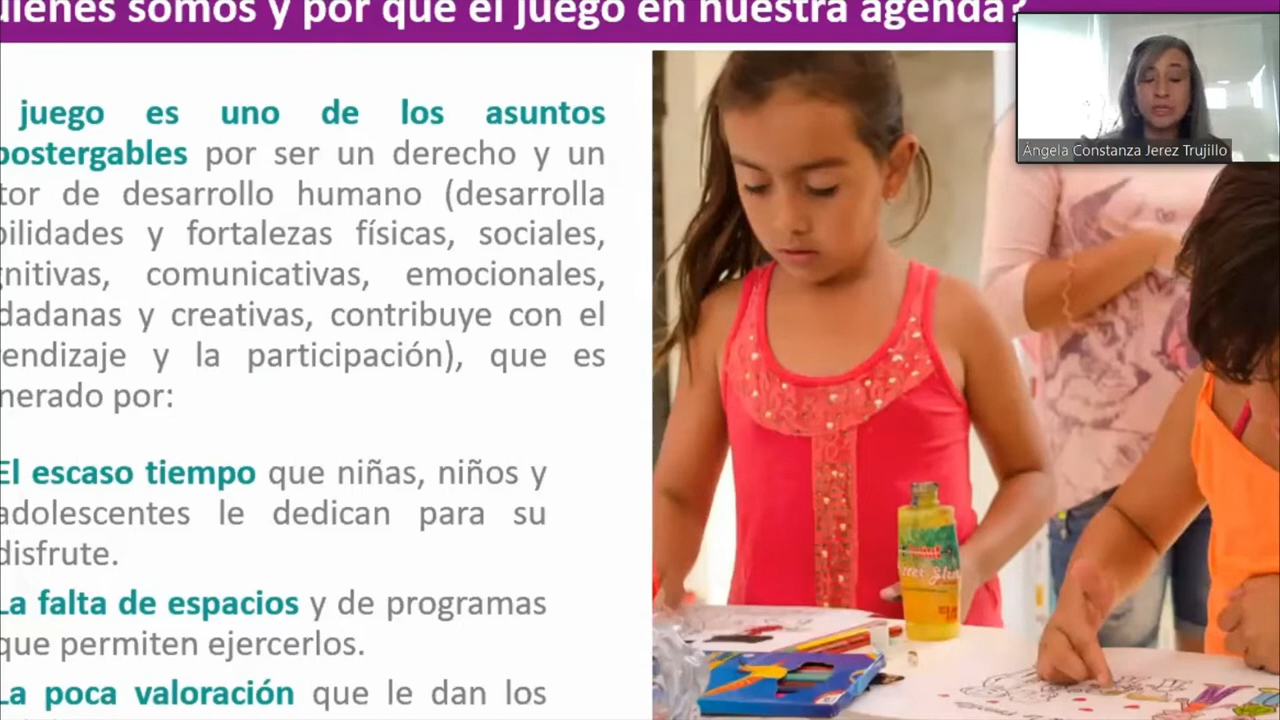 uienes somos y por qué el juego en nuestra agenda?
Ángela Constanza Jerez Trujillo
juego es uno de los asuntos
postergables por ser un derecho y un
tor de desarrollo humano (desarrolla
bilidades y fortalezas físicas, sociales,
gnitivas, comunicativas, emocionales,
dadanas y creativas, contribuye con el
endizaje y la participación), que es
nerado por:
El escaso tiempo que niñas, niños y
adolescentes le dedican para su
disfrute.
La falta de espacios y de programas
que permiten ejercerlos.
La poca valoración que le dan los